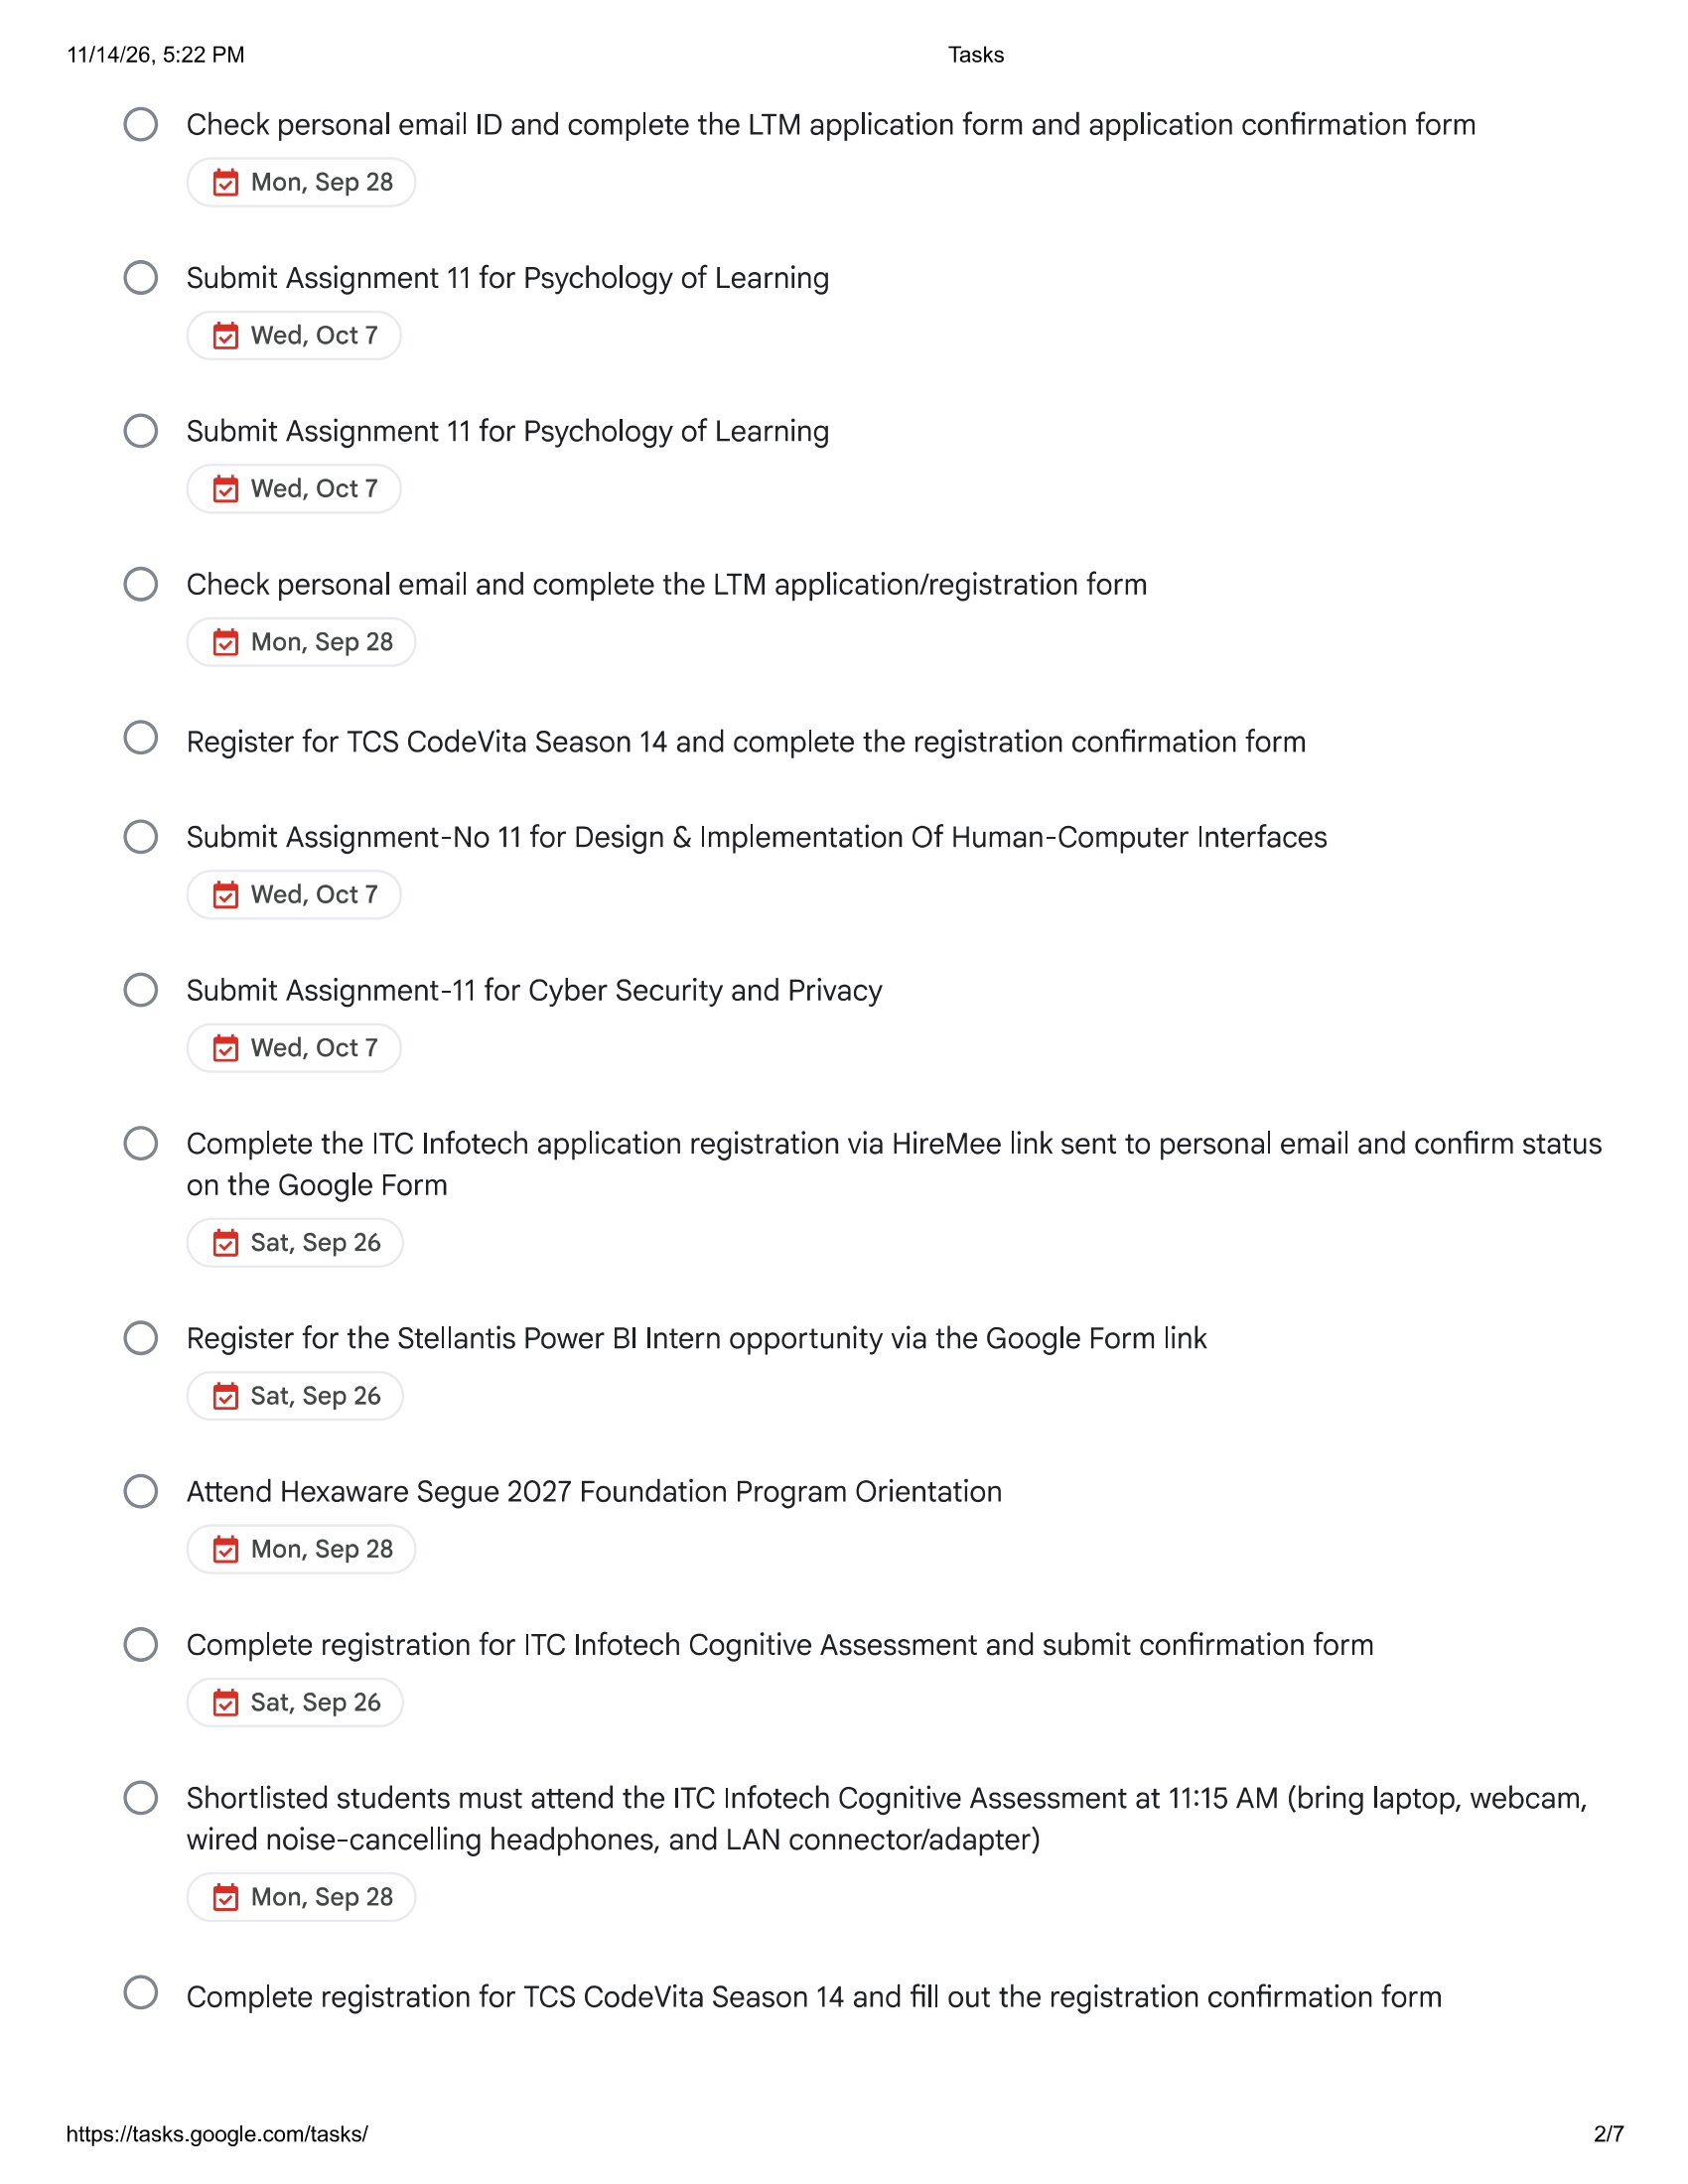 11/14/26, 5:22 PM
Tasks
Check personal email ID and complete the LTM application form and application confirmation form
Mon, Sep 28
Submit Assignment 11 for Psychology of Learning
Wed, Oct 7
Submit Assignment 11 for Psychology of Learning
Wed, Oct 7
Check personal email and complete the LTM application/registration form
Mon, Sep 28
Register for TCS CodeVita Season 14 and complete the registration confirmation form
Submit Assignment-No 11 for Design & Implementation Of Human-Computer Interfaces
Wed, Oct 7
Submit Assignment-11 for Cyber Security and Privacy
Wed, Oct 7
Complete the ITC Infotech application registration via HireMee link sent to personal email and confirm status
on the Google Form
Sat, Sep 26
Register for the Stellantis Power BI Intern opportunity via the Google Form link
Sat, Sep 26
Attend Hexaware Segue 2027 Foundation Program Orientation
Mon, Sep 28
Complete registration for ITC Infotech Cognitive Assessment and submit confirmation form
Sat, Sep 26
Shortlisted students must attend the ITC Infotech Cognitive Assessment at 11:15 AM (bring laptop, webcam,
wired noise-cancelling headphones, and LAN connector/adapter)
Mon, Sep 28
Complete registration for TCS CodeVita Season 14 and fill out the registration confirmation form
https://tasks.google.com/tasks/
2/7